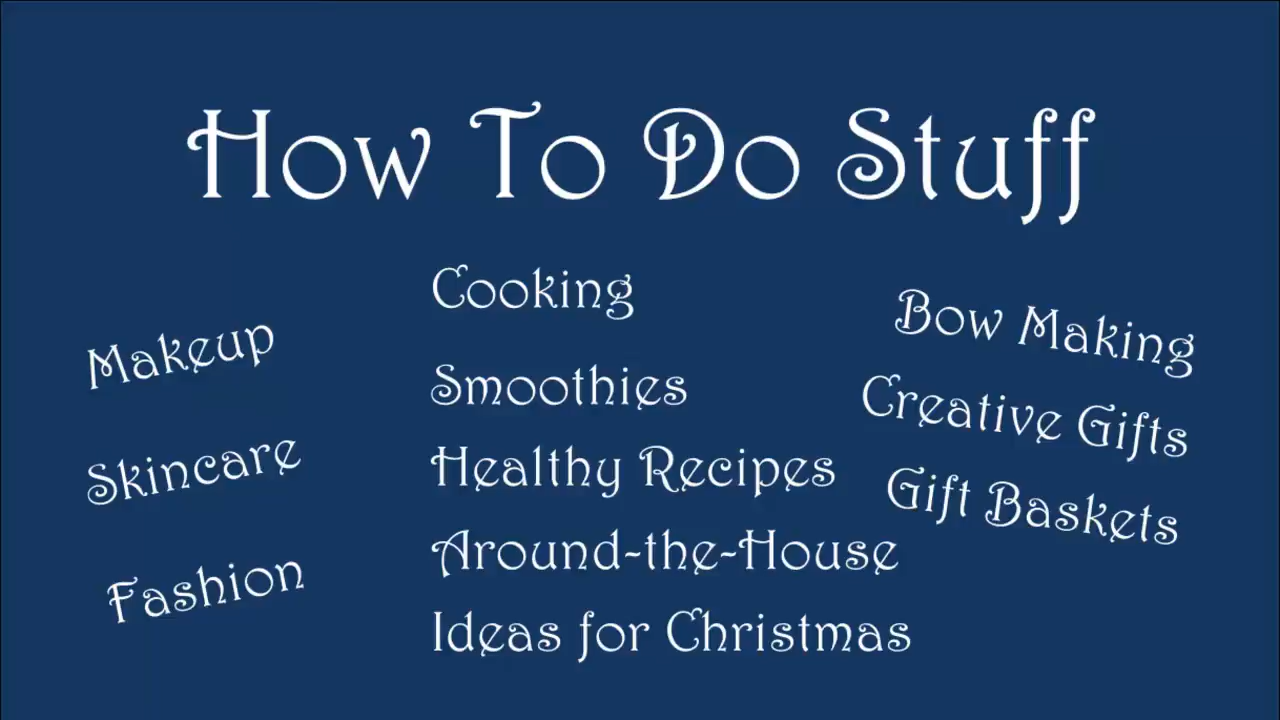 How To Do Stuff
Makeup
Skincare
Fashion
Cooking
Smoothies
Healthy Recipes
Around-the-House
Ideas for Christmas
Bow Making
Creative Gifts
Gift Baskets